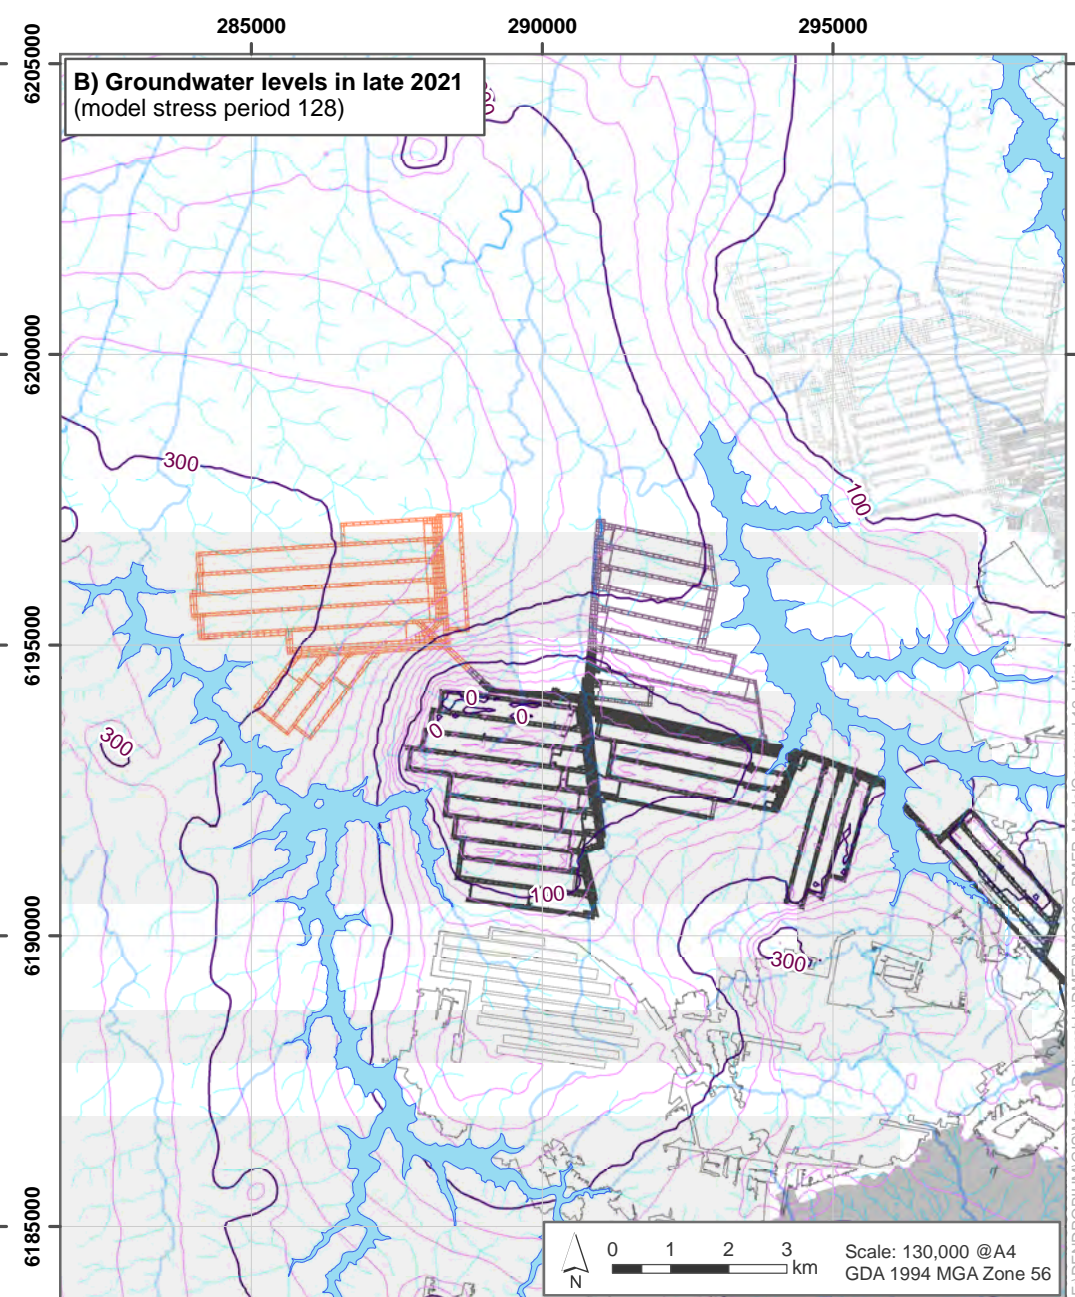 285000 290000 295000
6205000
B) Groundwater levels in late 2021
(model stress period 128)
6200000
300
100
6195000
0
0
0
300
100
6190000
300
6185000
0 1 2 3
km
N
Scale: 130,000 @A4
GDA 1994 MGA Zone 56